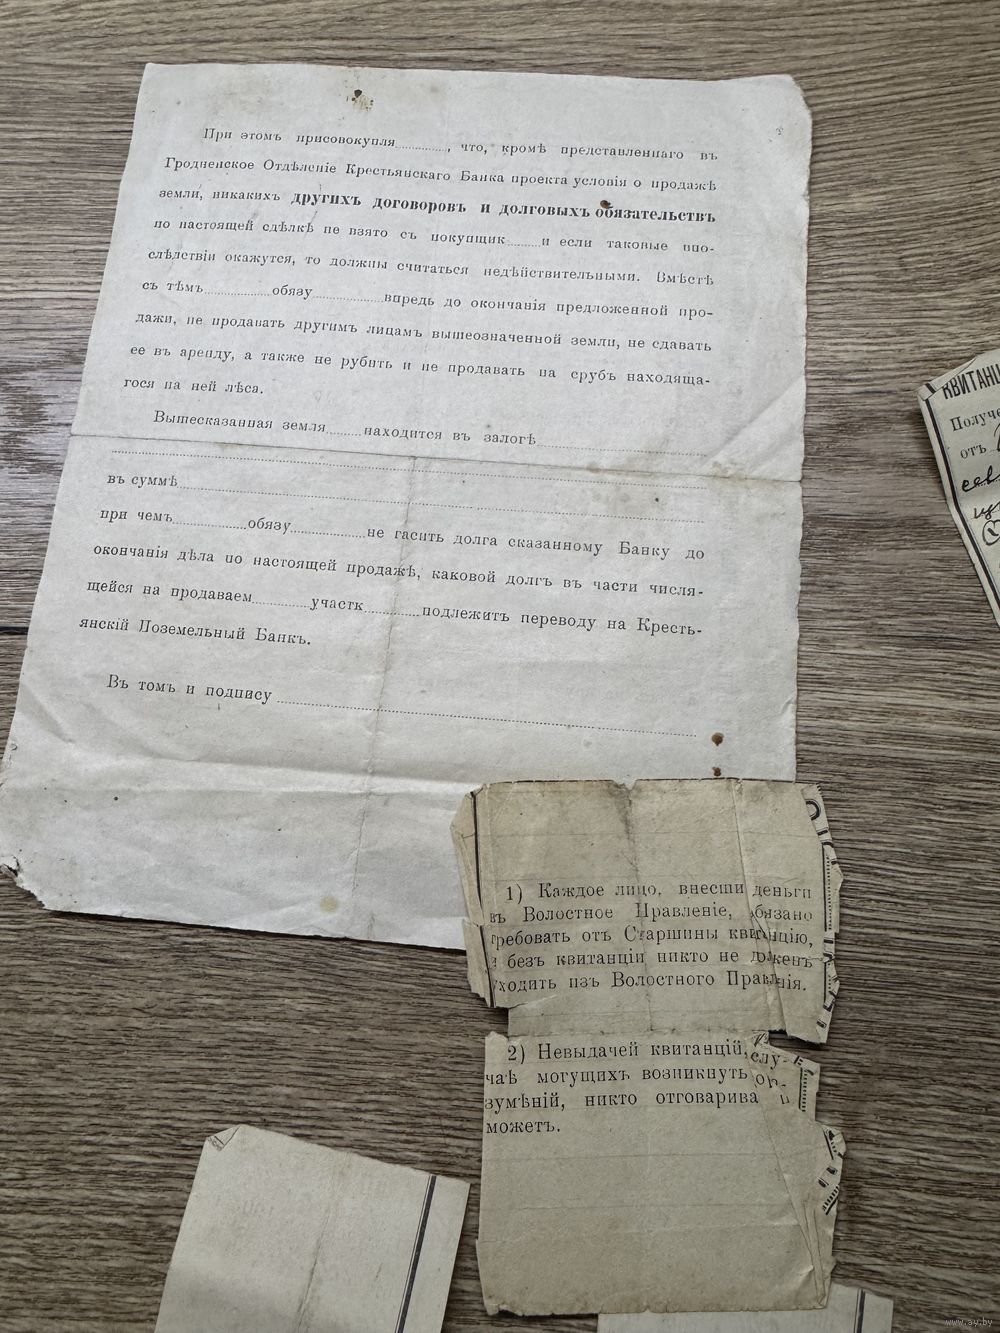 При этомъ присовокупля............, что, кромѣ представленнаго въ
Гродненское Отдѣленіе Крестьянскаго Банка проекта условія о продажѣ
земли, никакихъ другихъ договоровъ и долговыхъ обязательствъ
по настоящей сдѣлкѣ не взято съ покупщик.........и если таковые впо-
слѣдствіи окажутся, то должны считаться недѣйствительными. Вмѣстѣ
съ тѣмъ..................обязу...................впредь до окончанія предложенной про-
дажи, не продавать другимъ лицамъ вышеозначенной земли, не сдавать
ее въ аренду, а также не рубить и не продавать на срубъ находяща-
гося на ней лѣса.
Вышесказанная земля.........находится въ залогѣ
въ суммѣ
при чемъ...................обязу...................не гасить долга сказанному Банку до
окончанія дѣла по настоящей продажѣ, каковой долгъ въ части числя-
щейся на продаваем...............участк..............подлежитъ переводу на Кресть-
янскій Поземельный Банкъ.
Въ томъ и подпису
КВИТАНЦ
Получе
отъ
1) Каждое лицо, внесши деньги
въ Волостное Правленіе, обязано
требовать отъ Старшины квитанцію,
безъ квитанціи никто не долженъ
уходить изъ Волостного Правленія.
2) Невыдачей квитанцій, слу-
чаѣ могущихъ возникнуть
зумѣній, никто отговарива
можетъ.
www.ay.by